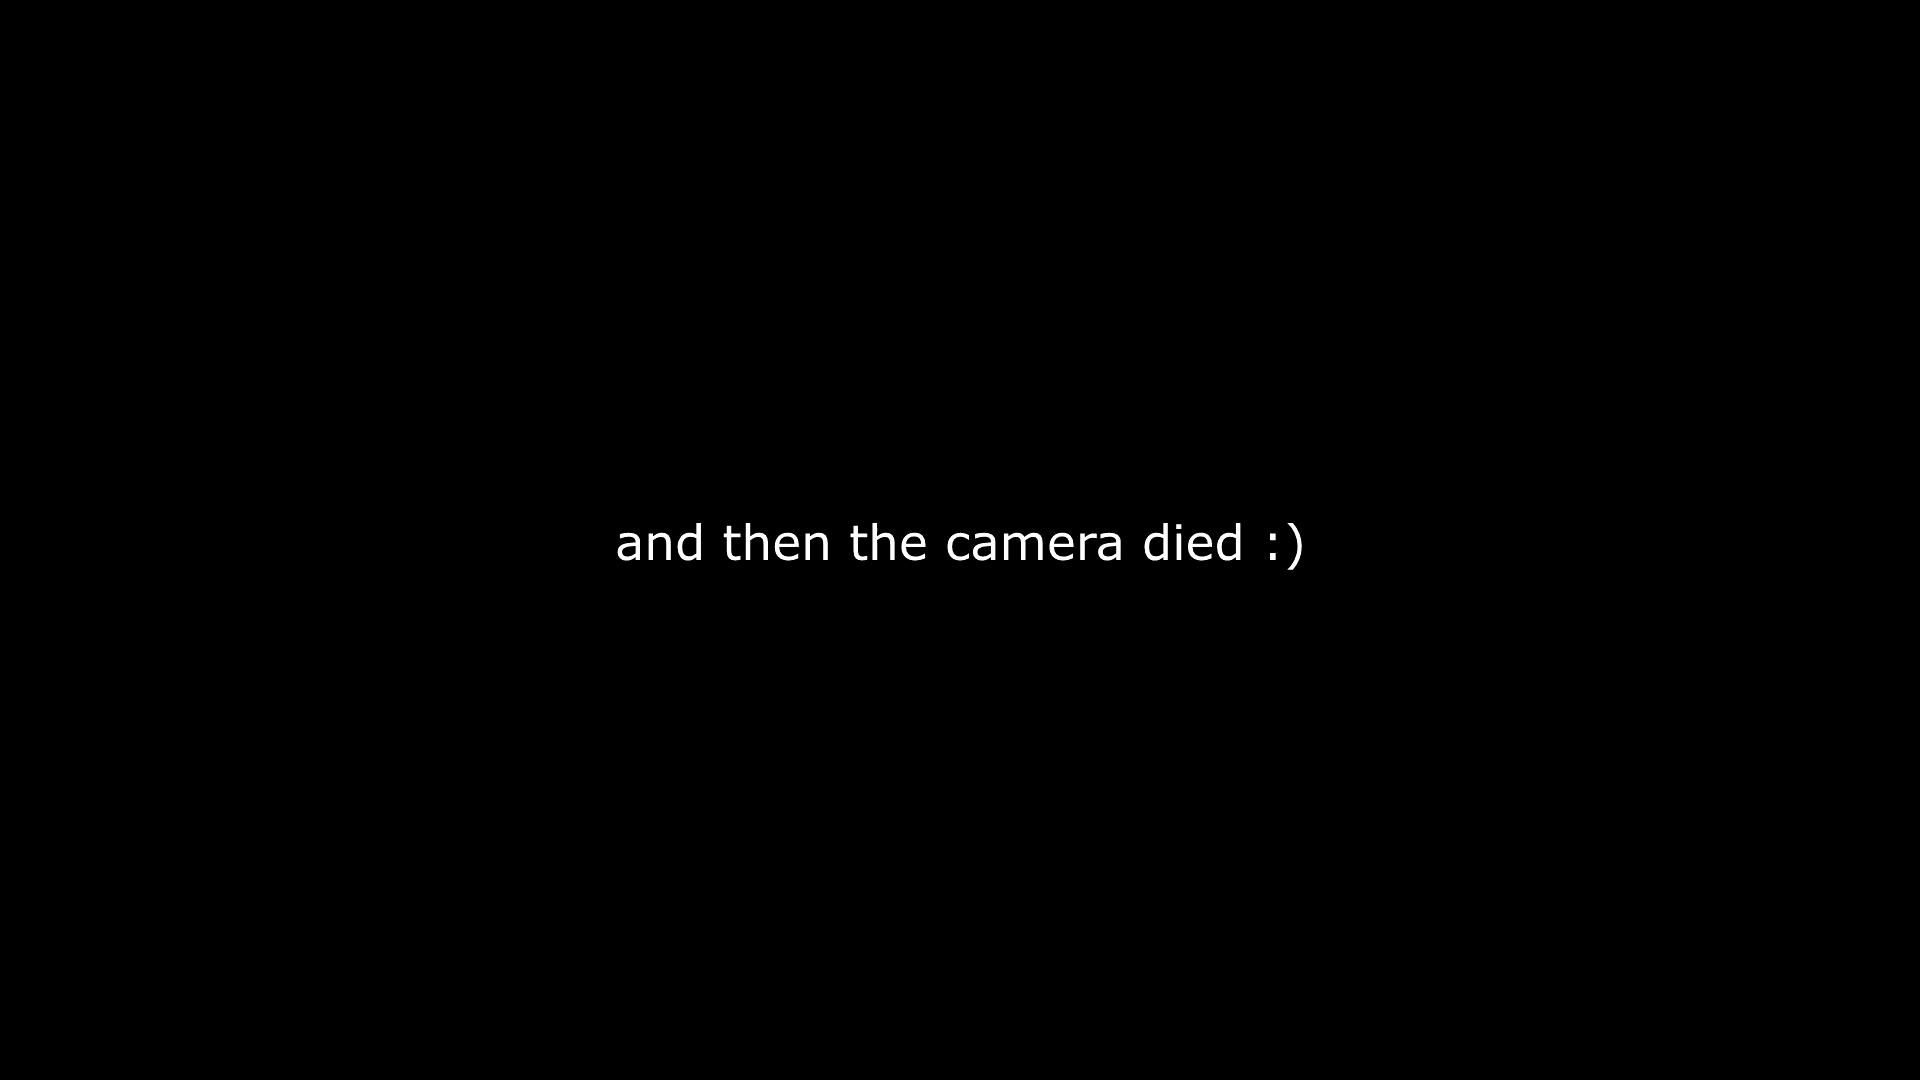 and then the camera died :)